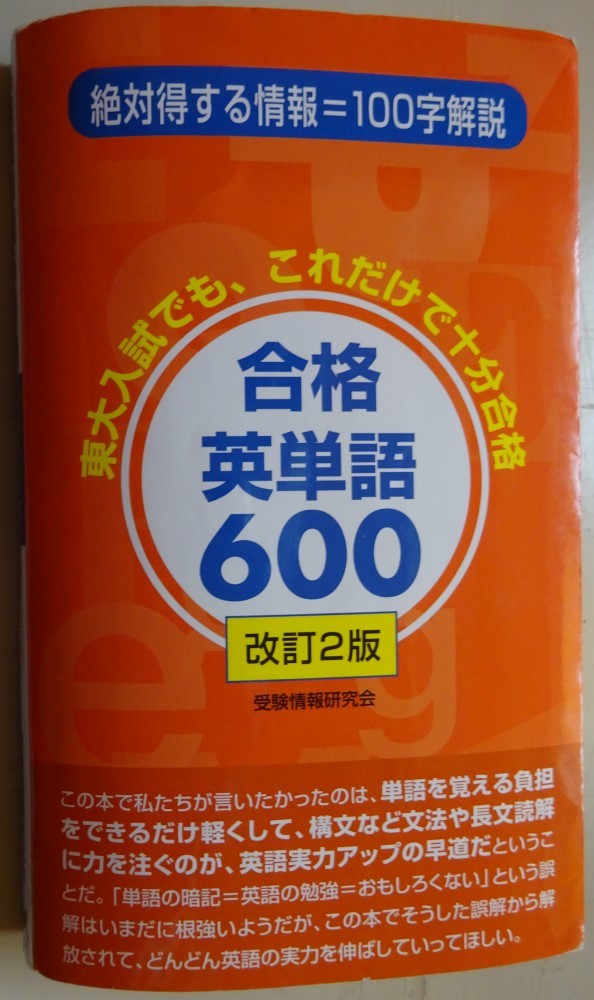 絶対得する情報＝100字解説
東大入試でも、これだけで十分合格
合格
英単語
600
改訂2版
受験情報研究会
この本で私たちが言いたかったのは、単語を覚える負担
をできるだけ軽くして、構文など文法や長文読解
に力を注ぐのが、英語実力アップの早道だというこ
とだ。「単語の暗記＝英語の勉強＝おもしろくない」という誤
解はいまだに根強いようだが、この本でそうした誤解から解
放されて、どんどん英語の実力を伸ばしていってほしい。